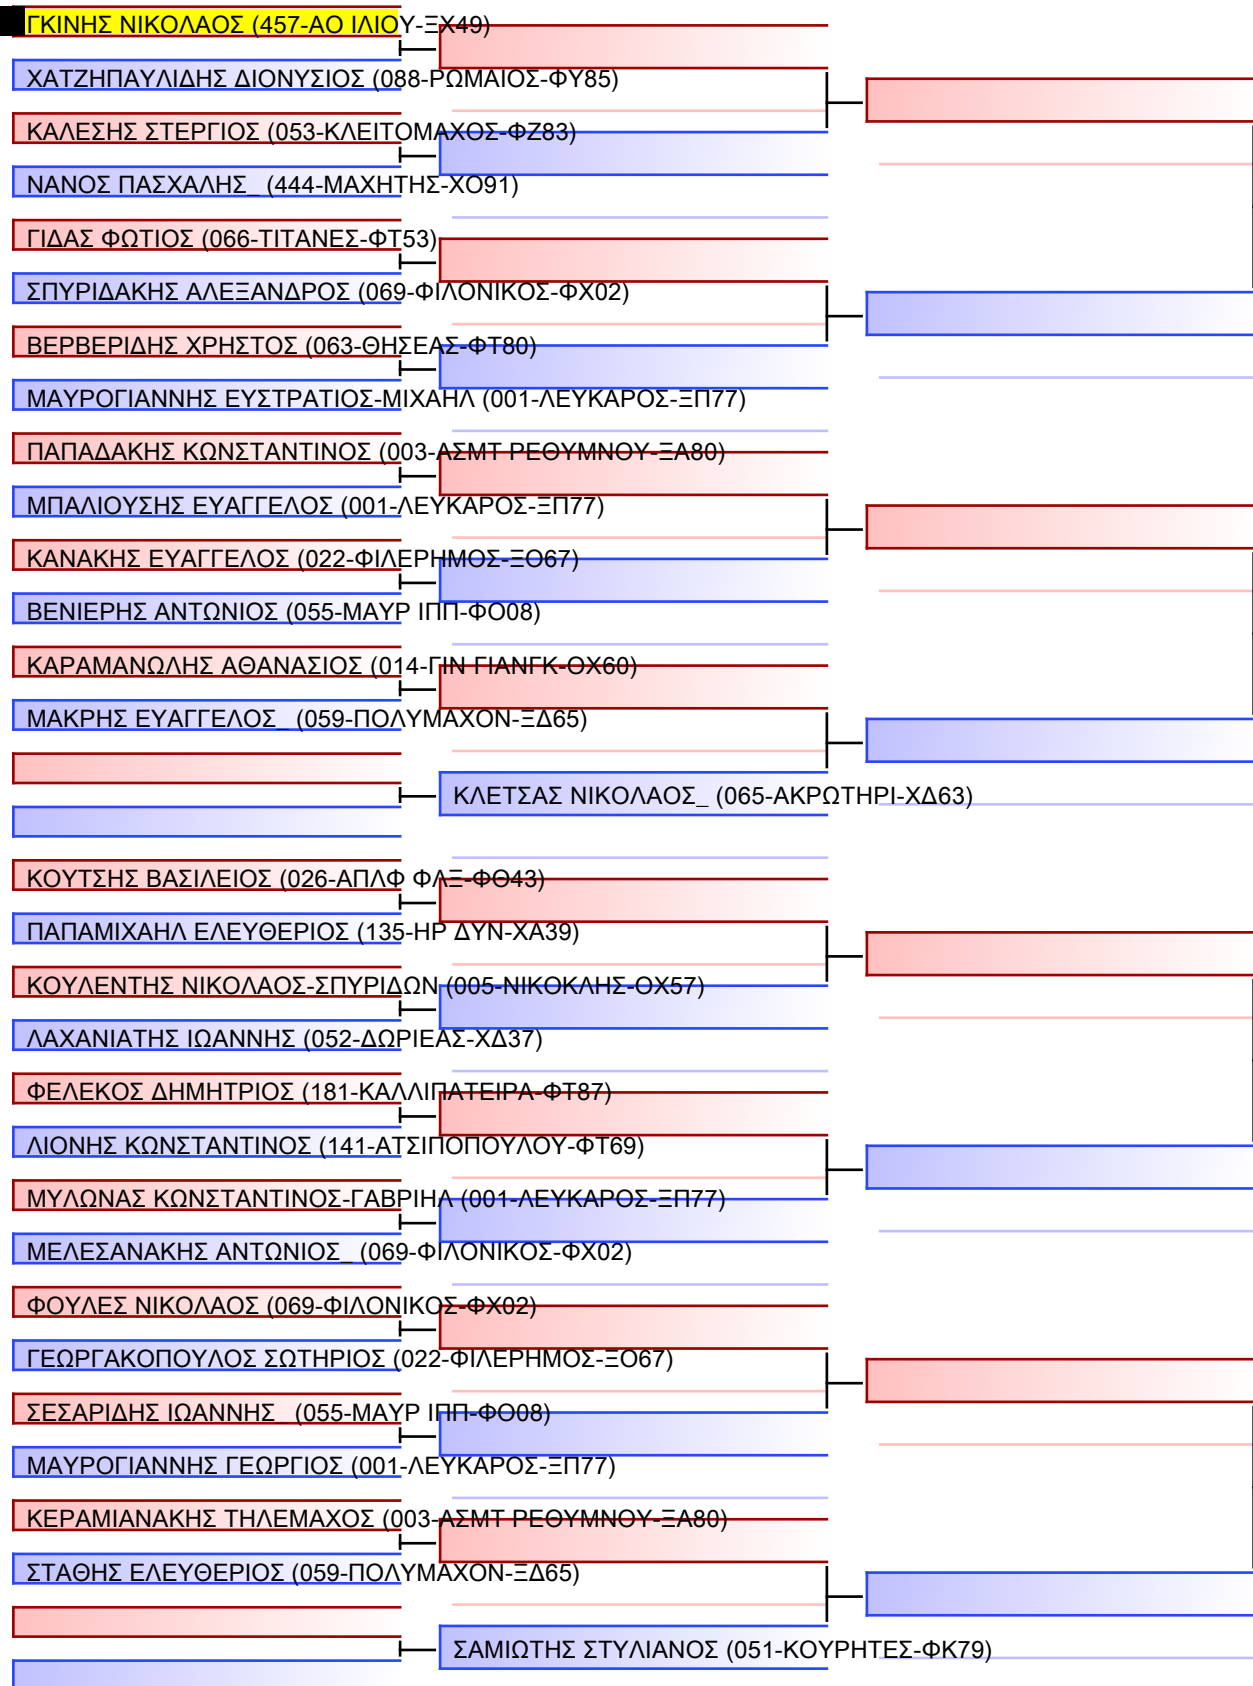 ΓΚΙΝΗΣ ΝΙΚΟΛΑΟΣ (457-ΑΟ ΙΛΙΟΥ-ΞΧ49)
ΧΑΤΖΗΠΑΥΛΙΔΗΣ ΔΙΟΝΥΣΙΟΣ (088-ΡΩΜΑΙΟΣ-ΦΥ85)
ΚΑΛΕΣΗΣ ΣΤΕΡΓΙΟΣ (053-ΚΛΕΙΤΟΜΑΧΟΣ-ΦΖ83)
ΝΑΝΟΣ ΠΑΣΧΑΛΗΣ_ (444-ΜΑΧΗΤΗΣ-ΧΟ91)
ΓΙΔΑΣ ΦΩΤΙΟΣ (066-ΤΙΤΑΝΕΣ-ΦΤ53)
ΣΠΥΡΙΔΑΚΗΣ ΑΛΕΞΑΝΔΡΟΣ (069-ΦΙΛΟΝΙΚΟΣ-ΦΧ02)
ΒΕΡΒΕΡΙΔΗΣ ΧΡΗΣΤΟΣ (063-ΘΗΣΕΑΣ-ΦΤ80)
ΜΑΥΡΟΓΙΑΝΝΗΣ ΕΥΣΤΡΑΤΙΟΣ-ΜΙΧΑΗΛ (001-ΛΕΥΚΑΡΟΣ-ΞΠ77)
ΠΑΠΑΔΑΚΗΣ ΚΩΝΣΤΑΝΤΙΝΟΣ (003-ΑΣΜΤ ΡΕΘΥΜΝΟΥ-ΞΑ80)
ΜΠΑΛΙΟΥΣΗΣ ΕΥΑΓΓΕΛΟΣ (001-ΛΕΥΚΑΡΟΣ-ΞΠ77)
ΚΑΝΑΚΗΣ ΕΥΑΓΓΕΛΟΣ (022-ΦΙΛΕΡΗΜΟΣ-ΞΟ67)
ΒΕΝΙΕΡΗΣ ΑΝΤΩΝΙΟΣ (055-ΜΑΥΡ ΙΠΠ-ΦΟ08)
ΚΑΡΑΜΑΝΩΛΗΣ ΑΘΑΝΑΣΙΟΣ (014-ΓΙΝ ΓΙΑΝΓΚ-ΟΧ60)
ΜΑΚΡΗΣ ΕΥΑΓΓΕΛΟΣ_ (059-ΠΟΛΥΜΑΧΟΝ-ΞΔ65)
ΚΛΕΤΣΑΣ ΝΙΚΟΛΑΟΣ_ (065-ΑΚΡΩΤΗΡΙ-ΧΔ63)
ΚΟΥΤΣΗΣ ΒΑΣΙΛΕΙΟΣ (026-ΑΠΛΦ ΦΛΞ-ΦΘ43)
ΠΑΠΑΜΙΧΑΗΛ ΕΛΕΥΘΕΡΙΟΣ (135-ΗΡ ΔΥΝ-ΧΑ39)
ΚΟΥΛΕΝΤΗΣ ΝΙΚΟΛΑΟΣ-ΣΠΥΡΙΔΩΝ (005-ΝΙΚΟΚΛΗΣ-ΟΧ57)
ΛΑΧΑΝΙΑΤΗΣ ΙΩΑΝΝΗΣ (052-ΔΩΡΙΕΑΣ-ΧΔ37)
ΦΕΛΕΚΟΣ ΔΗΜΗΤΡΙΟΣ (181-ΚΑΛΛΙΠΑΤΕΙΡΑ-ΦΤ87)
ΛΙΟΝΗΣ ΚΩΝΣΤΑΝΤΙΝΟΣ (141-ΑΤΣΙΠΟΠΟΥΛΟΥ-ΦΤ69)
ΜΥΛΩΝΑΣ ΚΩΝΣΤΑΝΤΙΝΟΣ-ΓΑΒΡΙΗΛ (001-ΛΕΥΚΑΡΟΣ-ΞΠ77)
ΜΕΛΕΣΑΝΑΚΗΣ ΑΝΤΩΝΙΟΣ_ (069-ΦΙΛΟΝΙΚΟΣ-ΦΧ02)
ΦΟΥΛΕΣ ΝΙΚΟΛΑΟΣ (069-ΦΙΛΟΝΙΚΟΣ-ΦΧ02)
ΓΕΩΡΓΑΚΟΠΟΥΛΟΣ ΣΩΤΗΡΙΟΣ (022-ΦΙΛΕΡΗΜΟΣ-ΞΟ67)
ΣΕΣΑΡΙΔΗΣ ΙΩΑΝΝΗΣ_ (055-ΜΑΥΡ ΙΠΠ-ΦΟ08)
ΜΑΥΡΟΓΙΑΝΝΗΣ ΓΕΩΡΓΙΟΣ (001-ΛΕΥΚΑΡΟΣ-ΞΠ77)
ΚΕΡΑΜΙΑΝΑΚΗΣ ΤΗΛΕΜΑΧΟΣ (003-ΑΣΜΤ ΡΕΘΥΜΝΟΥ-ΞΑ80)
ΣΤΑΘΗΣ ΕΛΕΥΘΕΡΙΟΣ (059-ΠΟΛΥΜΑΧΟΝ-ΞΔ65)
ΣΑΜΙΩΤΗΣ ΣΤΥΛΙΑΝΟΣ (051-ΚΟΥΡΗΤΕΣ-ΦΚ79)